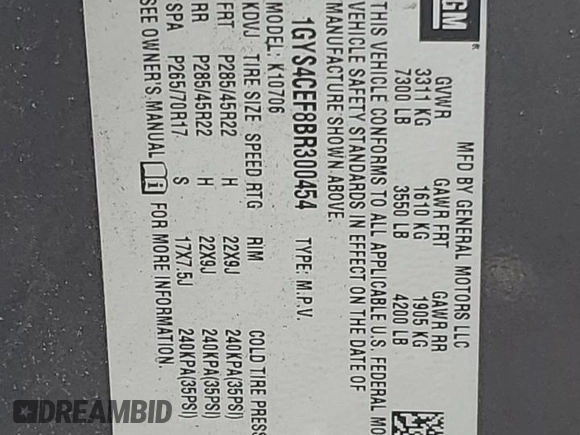 GM
MFD BY GENERAL MOTORS LLC
GVWR GAWR FRT GAWR RR
3311 KG 1610 KG 1905 KG
7300 LB 3550 LB 4200 LB
THIS VEHICLE CONFORMS TO ALL APPLICABLE U.S. FEDERAL MO
VEHICLE SAFETY STANDARDS IN EFFECT ON THE DATE OF
MANUFACTURE SHOWN ABOVE.
1GYS4CEF8BR300454 TYPE: M.P.V.
MODEL: K10706
KDVJ TIRE SIZE SPEED RTG RIM COLD TIRE PRESS
FRT P285/45R22 H 22X9J 240KPA(35PSI)
RR P285/45R22 H 22X9J 240KPA(35PSI)
SPA P265/70R17 S 17X7.5J 240KPA(35PSI)
SEE OWNER'S MANUAL FOR MORE INFORMATION.
DREAMBID